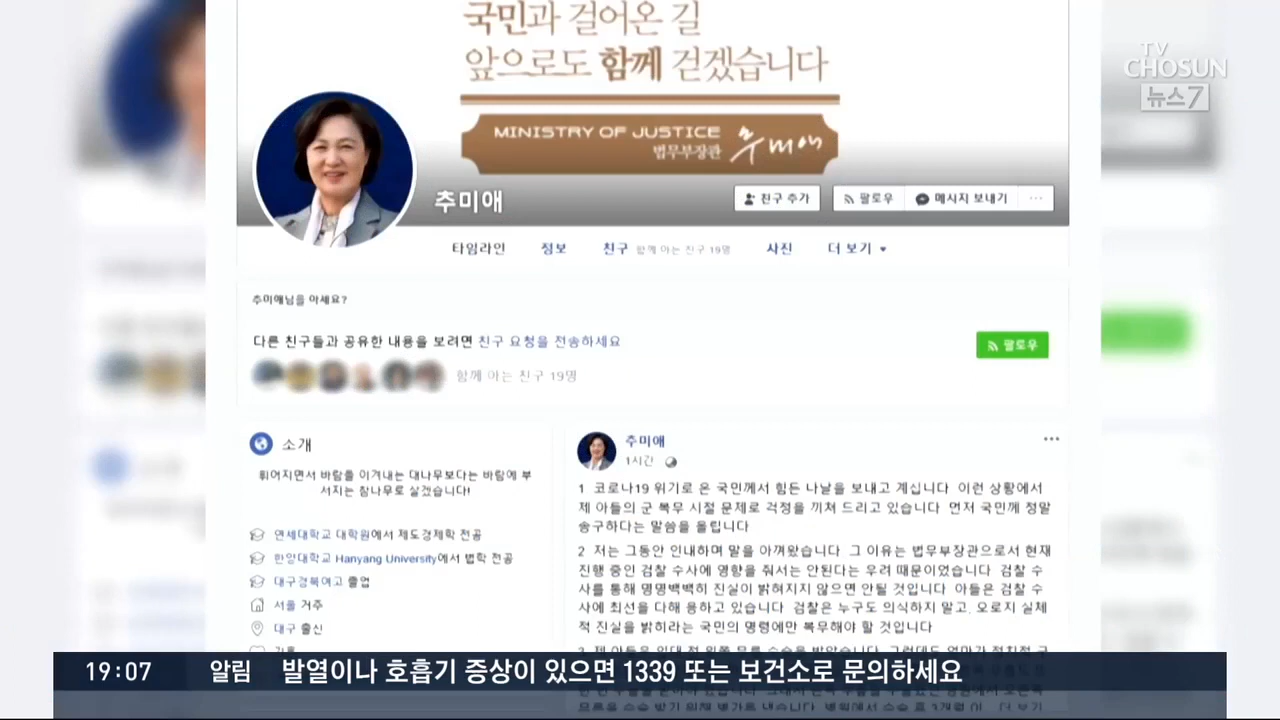 국민과 걸어온 길
앞으로도 함께 걷겠습니다
TV
CHOSUN
뉴스7
MINISTRY OF JUSTICE
법무부장관 추미애
추미애
친구 추가
팔로우
메시지 보내기
···
타임라인
정보
친구 함께 아는 친구 19명
사진
더 보기
추미애님을 아세요?
다른 친구들과 공유한 내용을 보려면 친구 요청을 전송하세요
팔로우
함께 아는 친구 19명
소개
휘어지면서 바람을 이겨내는 대나무보다는 바람에 부
서지는 참나무로 살겠습니다!
연세대학교 대학원에서 제도경제학 전공
한양대학교 Hanyang University에서 법학 전공
대구경북여고 졸업
서울 거주
대구 출신
추미애
1시간
1 코로나19 위기로 온 국민께서 힘든 나날을 보내고 계십니다 이런 상황에서
제 아들의 군 복무 시절 문제로 걱정을 끼쳐 드리고 있습니다 먼저 국민께 정말
송구하다는 말씀을 올립니다
2 저는 그동안 인내하며 말을 아껴왔습니다 그 이유는 법무부장관으로서 현재
진행 중인 검찰 수사에 영향을 줘서는 안된다는 우려 때문이었습니다 검찰 수
사를 통해 명명백백히 진실이 밝혀지지 않으면 안될 것입니다 아들은 검찰 수
사에 최선을 다해 응하고 있습니다 검찰은 누구도 의식하지 말고, 오로지 실체
적 진실을 밝히라는 국민의 명령에만 복무해야 할 것입니다
19:07 알림 발열이나 호흡기 증상이 있으면 1339 또는 보건소로 문의하세요